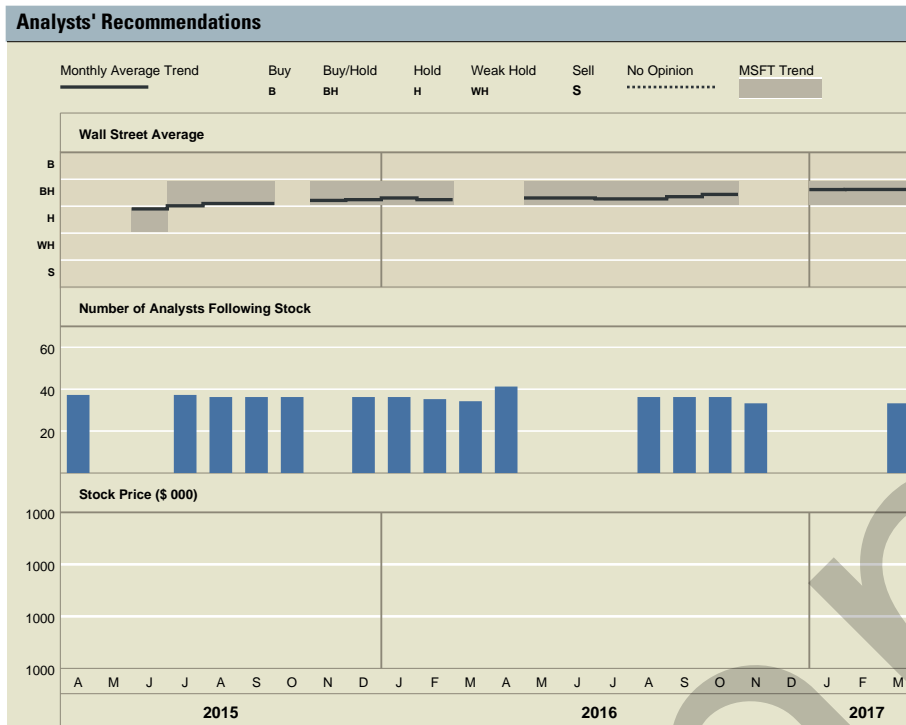 Analysts' Recommendations
Monthly Average Trend Buy Buy/Hold Hold Weak Hold Sell No Opinion MSFT Trend
B BH H WH S
Wall Street Average
B
BH
H
WH
S
Number of Analysts Following Stock
60
40
20
Stock Price ($ 000)
1000
1000
1000
1000
A M J J A S O N D J F M A M J J A S O N D J F M
2015 2016 2017